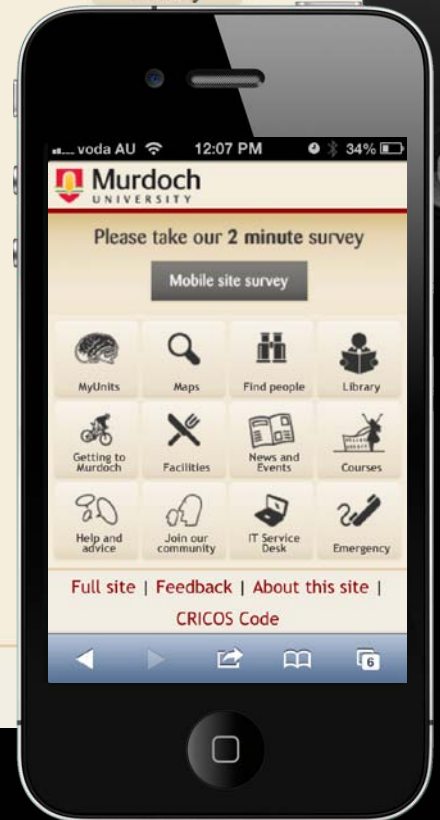 voda AU 12:07 PM 34%
Murdoch
UNIVERSITY
Please take our 2 minute survey
Mobile site survey
MyUnits Maps Find people Library
Getting to Murdoch Facilities News and Events Courses
Help and advice Join our community IT Service Desk Emergency
Full site | Feedback | About this site |
CRICOS Code
6